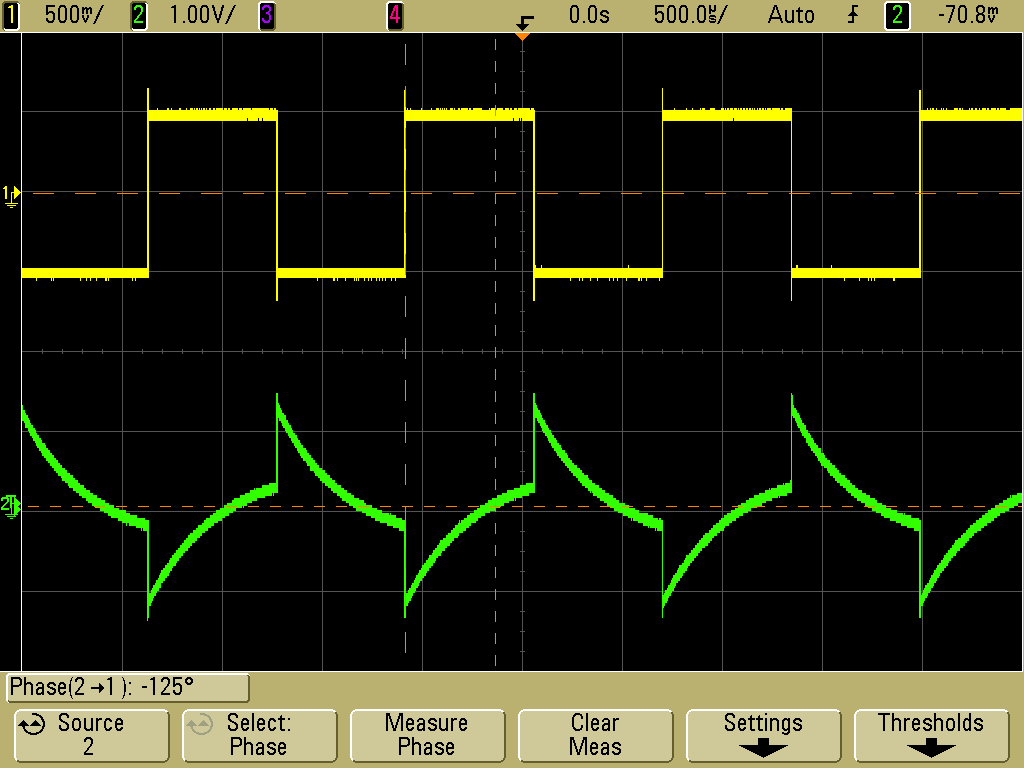 1 500mV/ 2 1.00V/ 3 4 0.0s 500.0µs/ Auto 2 -70.8mV
1
2
Phase(2→1): -125°
Source Select: Measure Clear Settings Thresholds
2 Phase Phase Meas